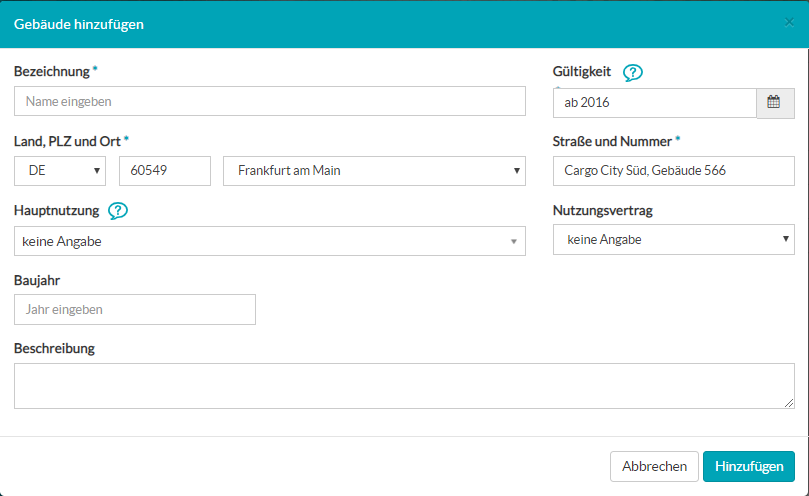 Gebäude hinzufügen
×
Bezeichnung *
Gültigkeit ?
Name eingeben
ab 2016
Land, PLZ und Ort *
Straße und Nummer *
DE 60549 Frankfurt am Main
Cargo City Süd, Gebäude 566
Hauptnutzung ?
Nutzungsvertrag
keine Angabe
keine Angabe
Baujahr
Jahr eingeben
Beschreibung
Abbrechen Hinzufügen